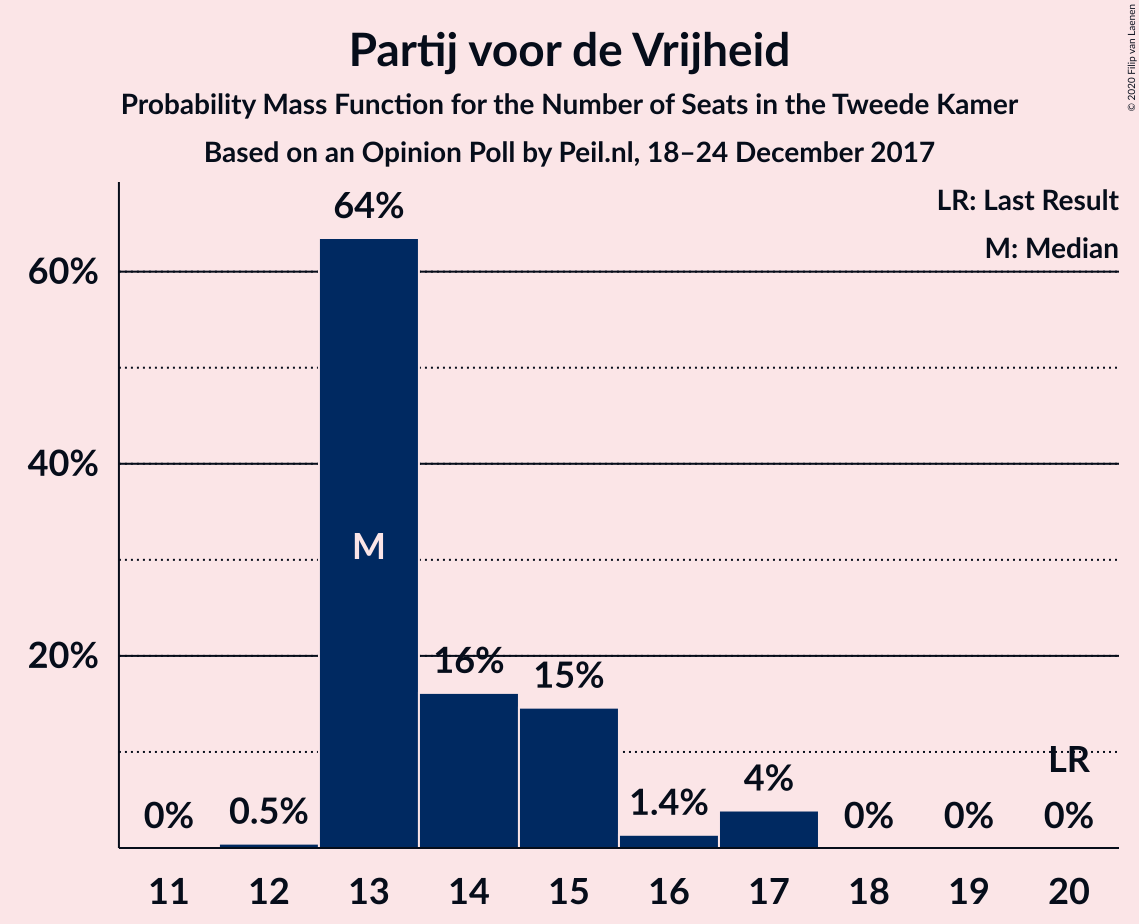 Partij voor de Vrijheid
Probability Mass Function for the Number of Seats in the Tweede Kamer
Based on an Opinion Poll by Peil.nl, 18–24 December 2017
© 2020 Filip van Laenen
LR: Last Result
M: Median
60%
40%
20%
0%
0.5%
64%
M
16%
15%
1.4%
4%
0%
0%
LR
0%
11 12 13 14 15 16 17 18 19 20